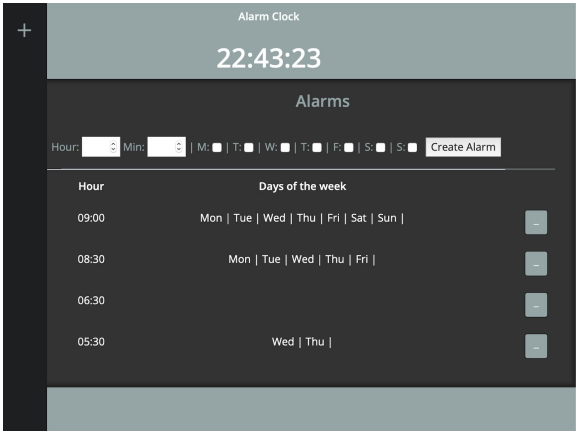 +
Alarm Clock
22:43:23
Alarms
Hour: Min: | M: | T: | W: | T: | F: | S: | S: Create Alarm
Hour Days of the week
09:00 Mon | Tue | Wed | Thu | Fri | Sat | Sun | –
08:30 Mon | Tue | Wed | Thu | Fri | –
06:30 –
05:30 Wed | Thu | –